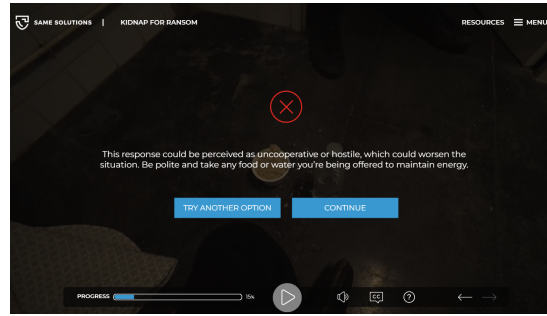 SAME SOLUTIONS | KIDNAP FOR RANSOM RESOURCES MENU
This response could be perceived as uncooperative or hostile, which could worsen the
situation. Be polite and take any food or water you're being offered to maintain energy.
TRY ANOTHER OPTION CONTINUE
PROGRESS 15% CC ?